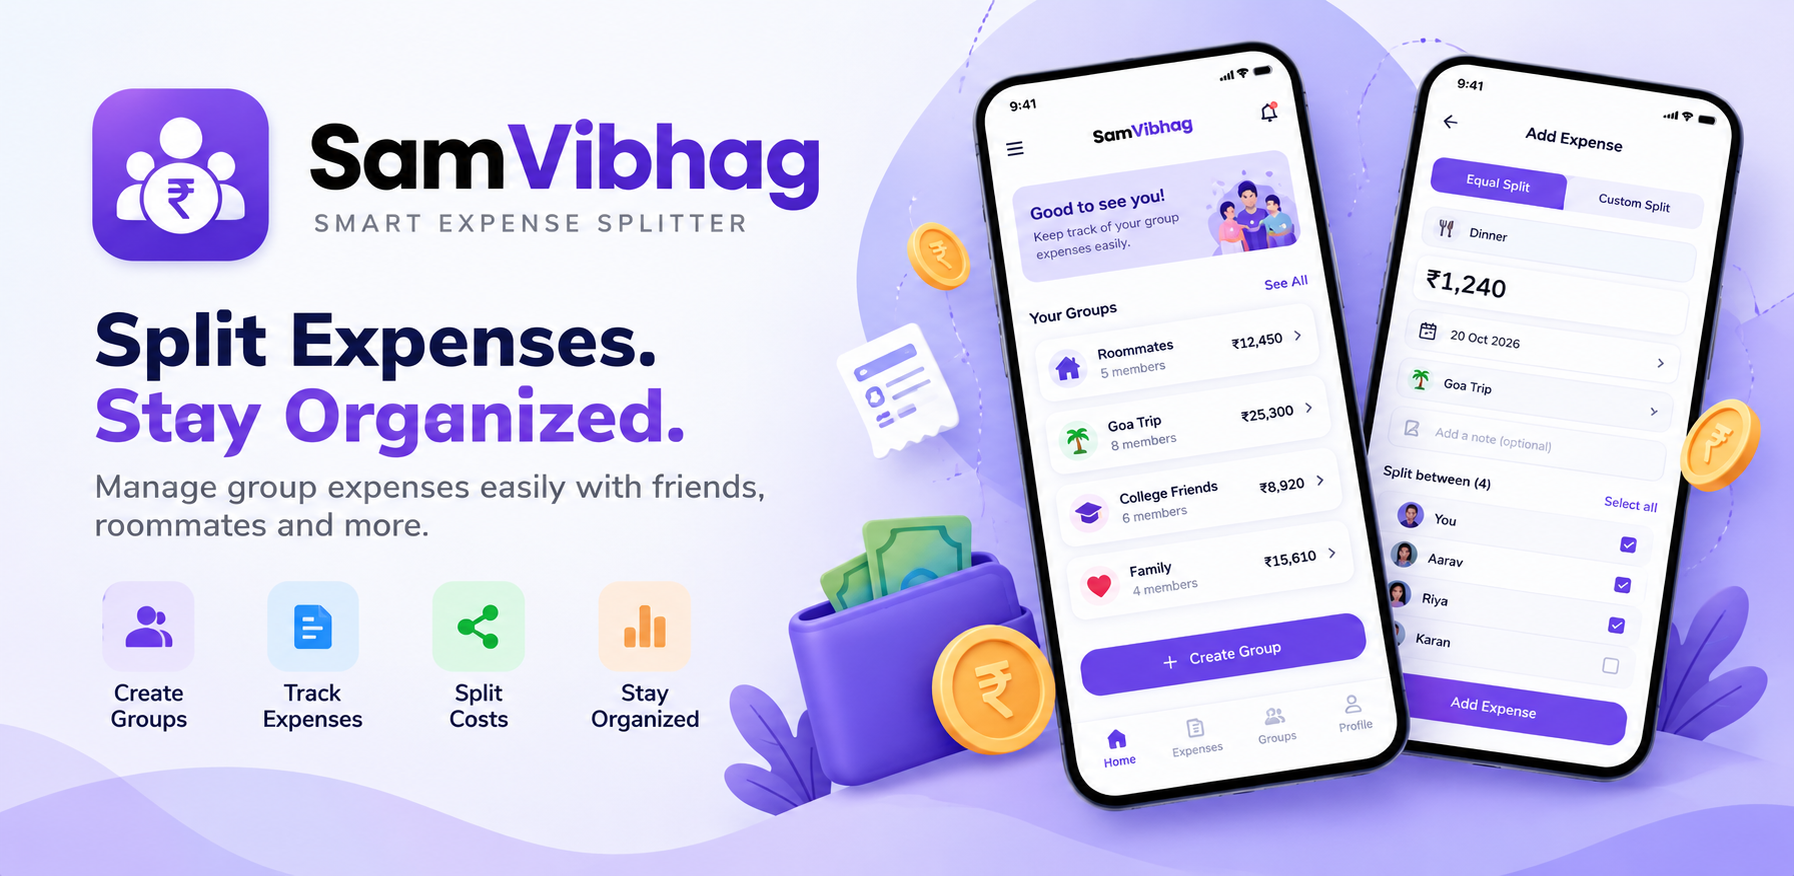 SamVibhag
SMART EXPENSE SPLITTER
Split Expenses.
Stay Organized.
Manage group expenses easily with friends,
roommates and more.
Create
Groups
Track
Expenses
Split
Costs
Stay
Organized
9:41
SamVibhag
Good to see you!
Keep track of your group
expenses easily.
See All
Your Groups
Roommates
5 members
₹12,450
Goa Trip
8 members
₹25,300
College Friends
6 members
₹8,920
Family
4 members
₹15,610
+ Create Group
Home
Expenses
Groups
Profile
9:41
Add Expense
Equal Split
Custom Split
Dinner
₹1,240
20 Oct 2026
Goa Trip
Add a note (optional)
Split between (4)
Select all
You
Aarav
Riya
Karan
Add Expense
₹
₹
₹
₹